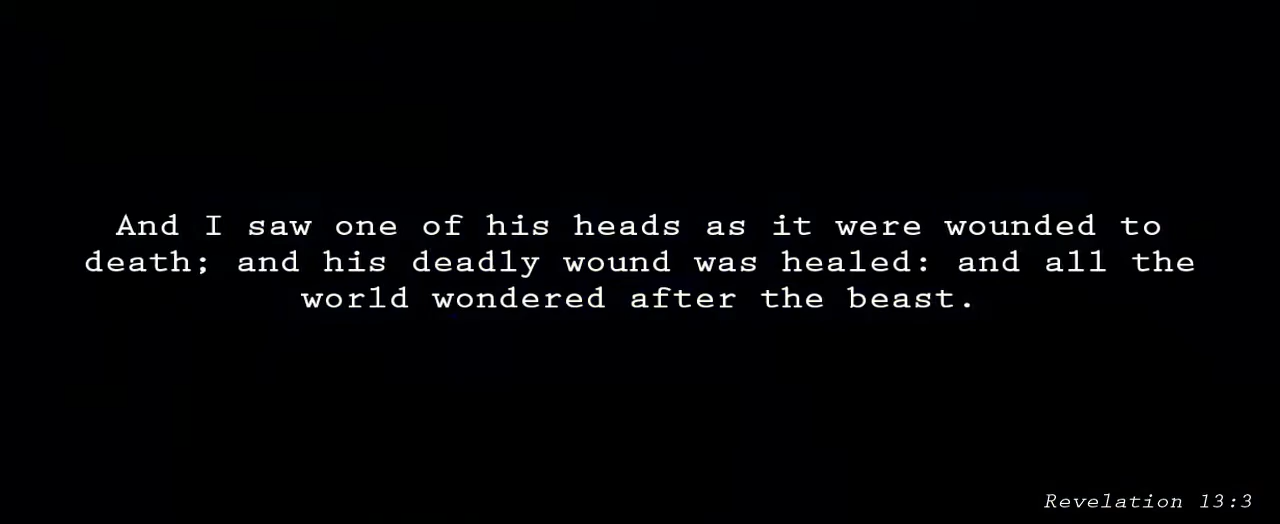 And I saw one of his heads as it were wounded to
death; and his deadly wound was healed: and all the
world wondered after the beast.
Revelation 13:3